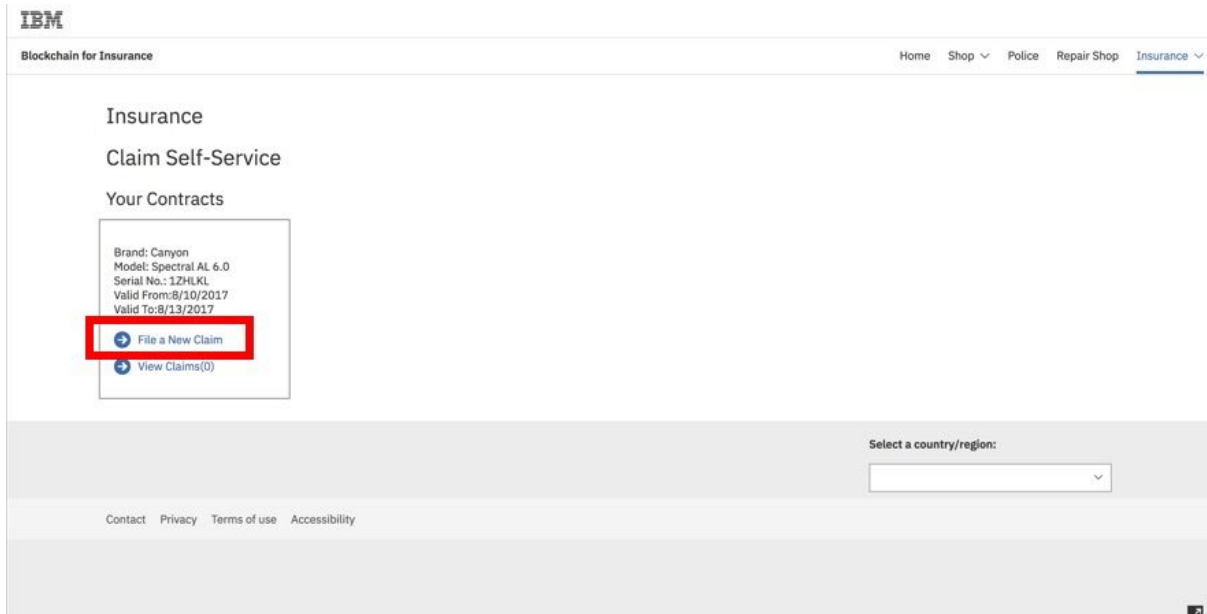 IBM
Blockchain for Insurance
Home Shop Police Repair Shop Insurance
Insurance
Claim Self-Service
Your Contracts
Brand: Canyon
Model: Spectral AL 6.0
Serial No.: 1ZHLKL
Valid From:8/10/2017
Valid To:8/13/2017
File a New Claim
View Claims(0)
Select a country/region:
Contact Privacy Terms of use Accessibility